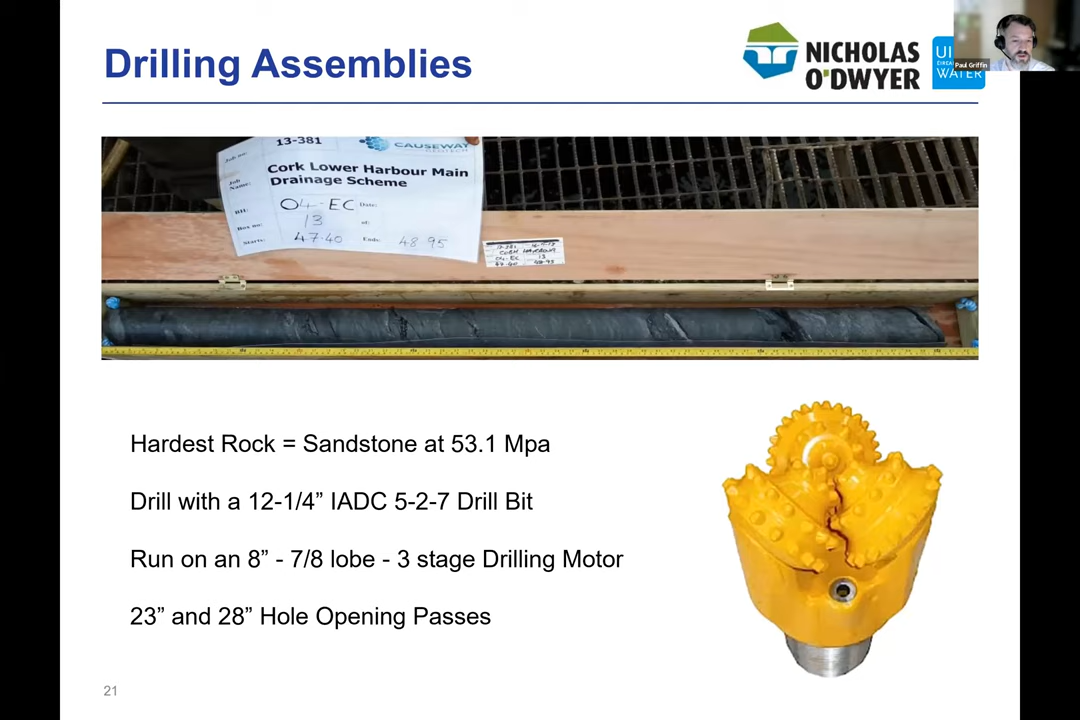 Drilling Assemblies
NICHOLAS
O'DWYER
UI
WATER
Paul Griffin
13-381
CAUSEWAY
Job Name:
Cork Lower Harbour Main
Drainage Scheme
04-EC
Date:
Box no:
13
of:
Starts:
47.40
Ends:
48.95
Hardest Rock = Sandstone at 53.1 Mpa
Drill with a 12-1/4” IADC 5-2-7 Drill Bit
Run on an 8” - 7/8 lobe - 3 stage Drilling Motor
23” and 28” Hole Opening Passes
21